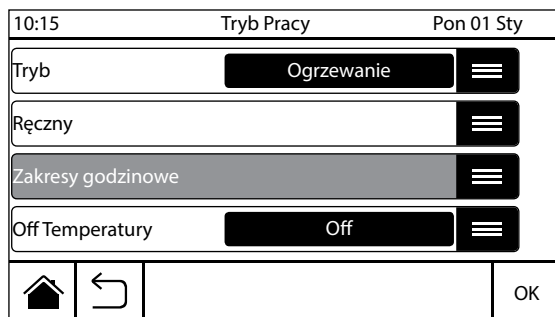 10:15 Tryb Pracy Pon 01 Sty
Tryb Ogrzewanie
Ręczny
Zakresy godzinowe
Off Temperatury Off
OK